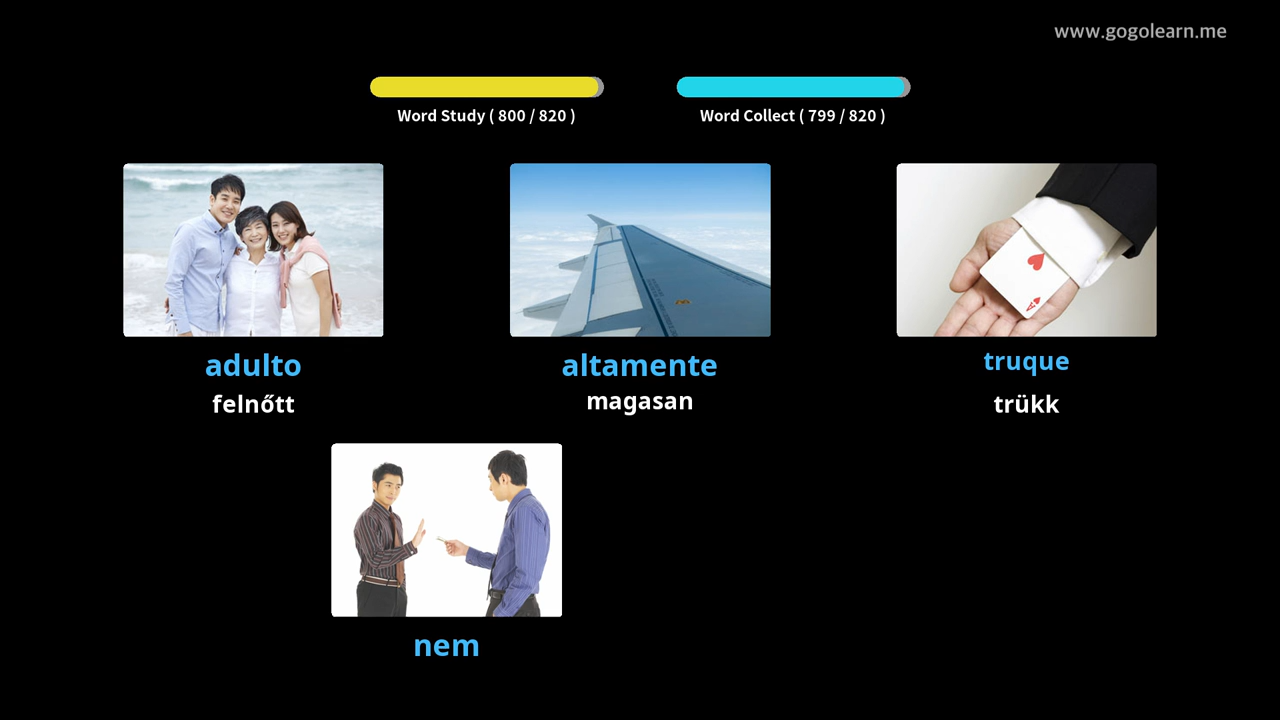 www.gogolearn.me
Word Study ( 800 / 820 )
Word Collect ( 799 / 820 )
adulto
felnőtt
altamente
magasan
truque
trükk
nem